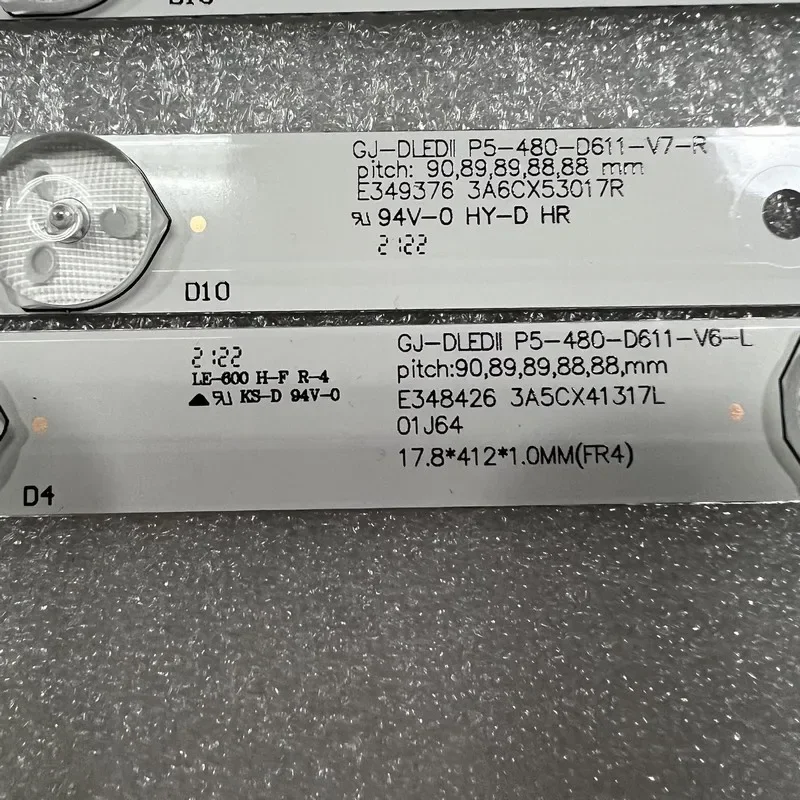 GJ-DLEDII P5-480-D611-V7-R
pitch: 90,89,89,88,88 mm
E349376 3A6CX53017R
94V-0 HY-D HR
2122
D10
2122
LE-600 H-F R-4
KS-D 94V-0
GJ-DLEDII P5-480-D611-V6-L
pitch:90,89,89,88,88,mm
E348426 3A5CX41317L
01J64
17.8*412*1.0MM(FR4)
D4